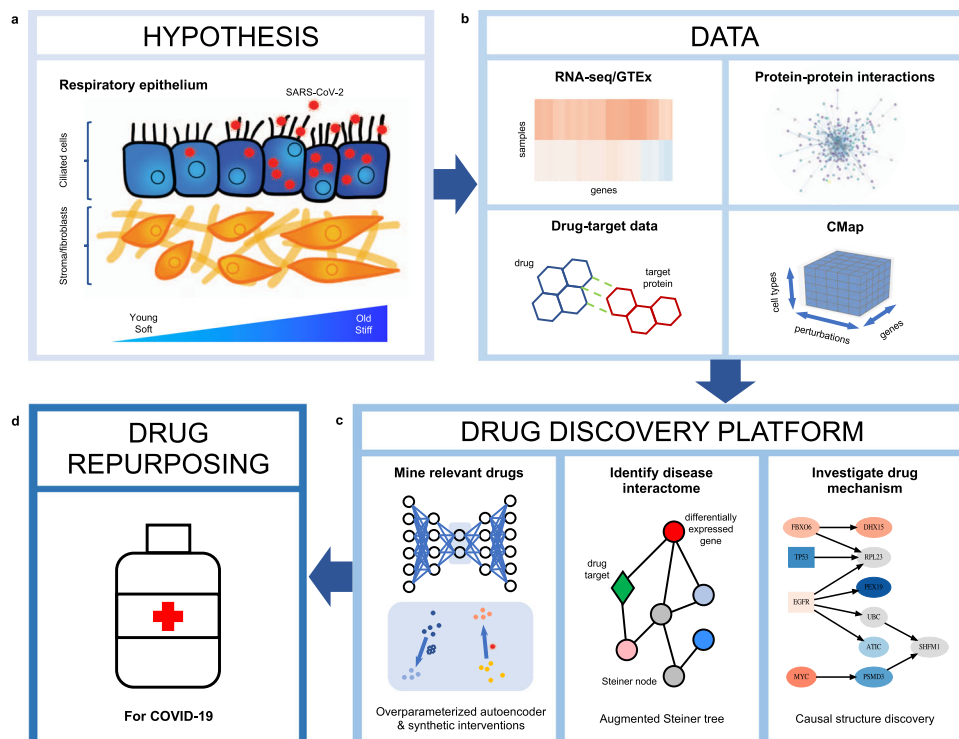 a
HYPOTHESIS
Respiratory epithelium
SARS-CoV-2
Ciliated cells
Stroma/fibroblasts
Young
Soft
Old
Stiff
b
DATA
RNA-seq/GTEx
samples
genes
Protein-protein interactions
Drug-target data
drug
target
protein
CMap
cell types
perturbations
genes
c
DRUG DISCOVERY PLATFORM
Mine relevant drugs
Overparameterized autoencoder
& synthetic interventions
Identify disease
interactome
differentially
expressed
gene
drug
target
Steiner node
Augmented Steiner tree
Investigate drug
mechanism
FBXO6
DHX15
TP53
RPL23
PEX19
EGFR
UBC
ATIC
SHFM1
MYC
PSMD3
Causal structure discovery
d
DRUG
REPURPOSING
For COVID-19